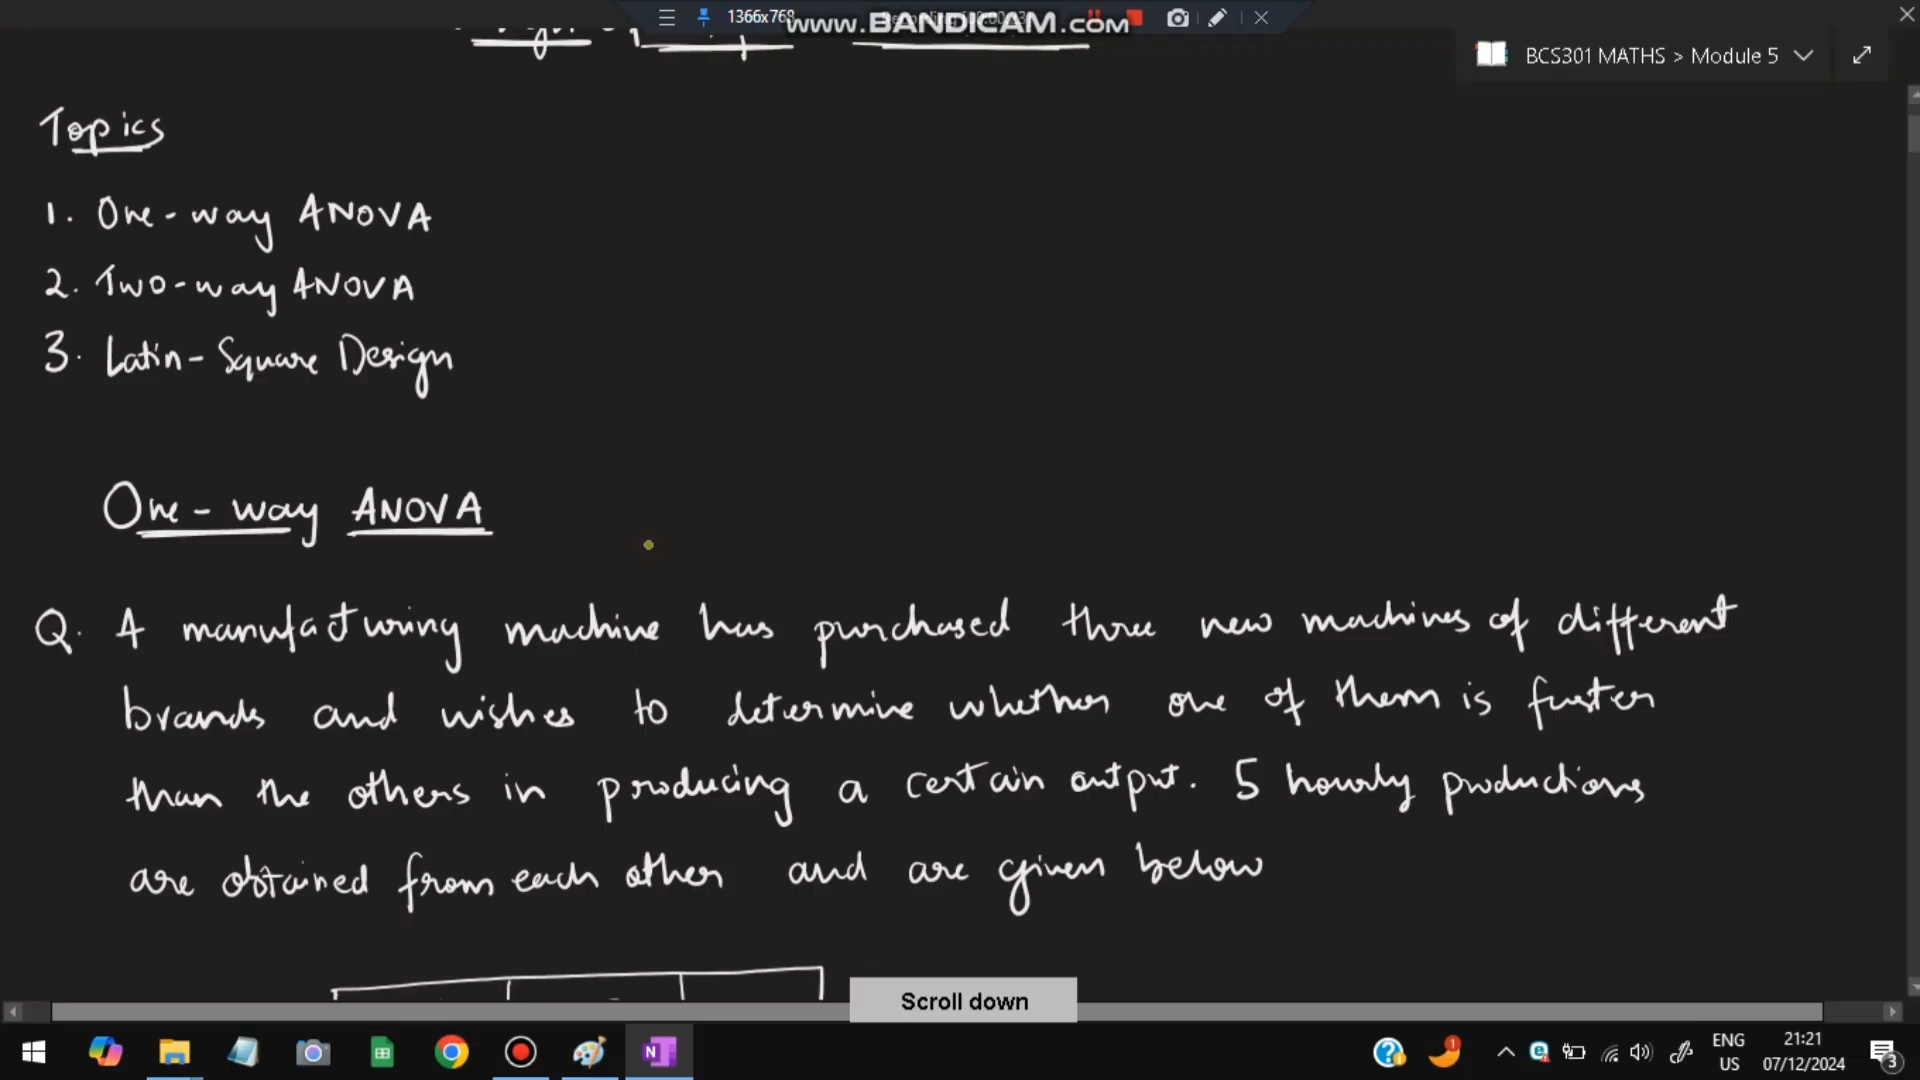 1366x768
www.BANDICAM.com
BCS301 MATHS > Module 5
Topics
1. One-way ANOVA
2. Two-way ANOVA
3. Latin-Square Design
One-way ANOVA
Q. A manufacturing machine has purchased three new machines of different
brands and wishes to determine whether one of them is faster
than the others in producing a certain output. 5 hourly productions
are obtained from each other and are given below
Scroll down
ENG
US
21:21
07/12/2024
1
3